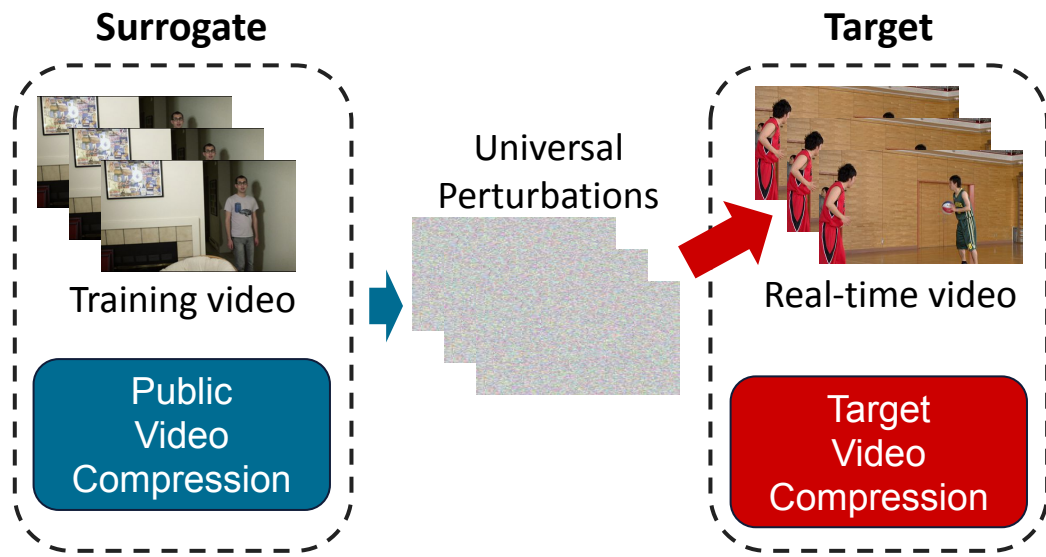 Surrogate
Training video
Public
Video
Compression
Universal
Perturbations
Target
Real-time video
Target
Video
Compression